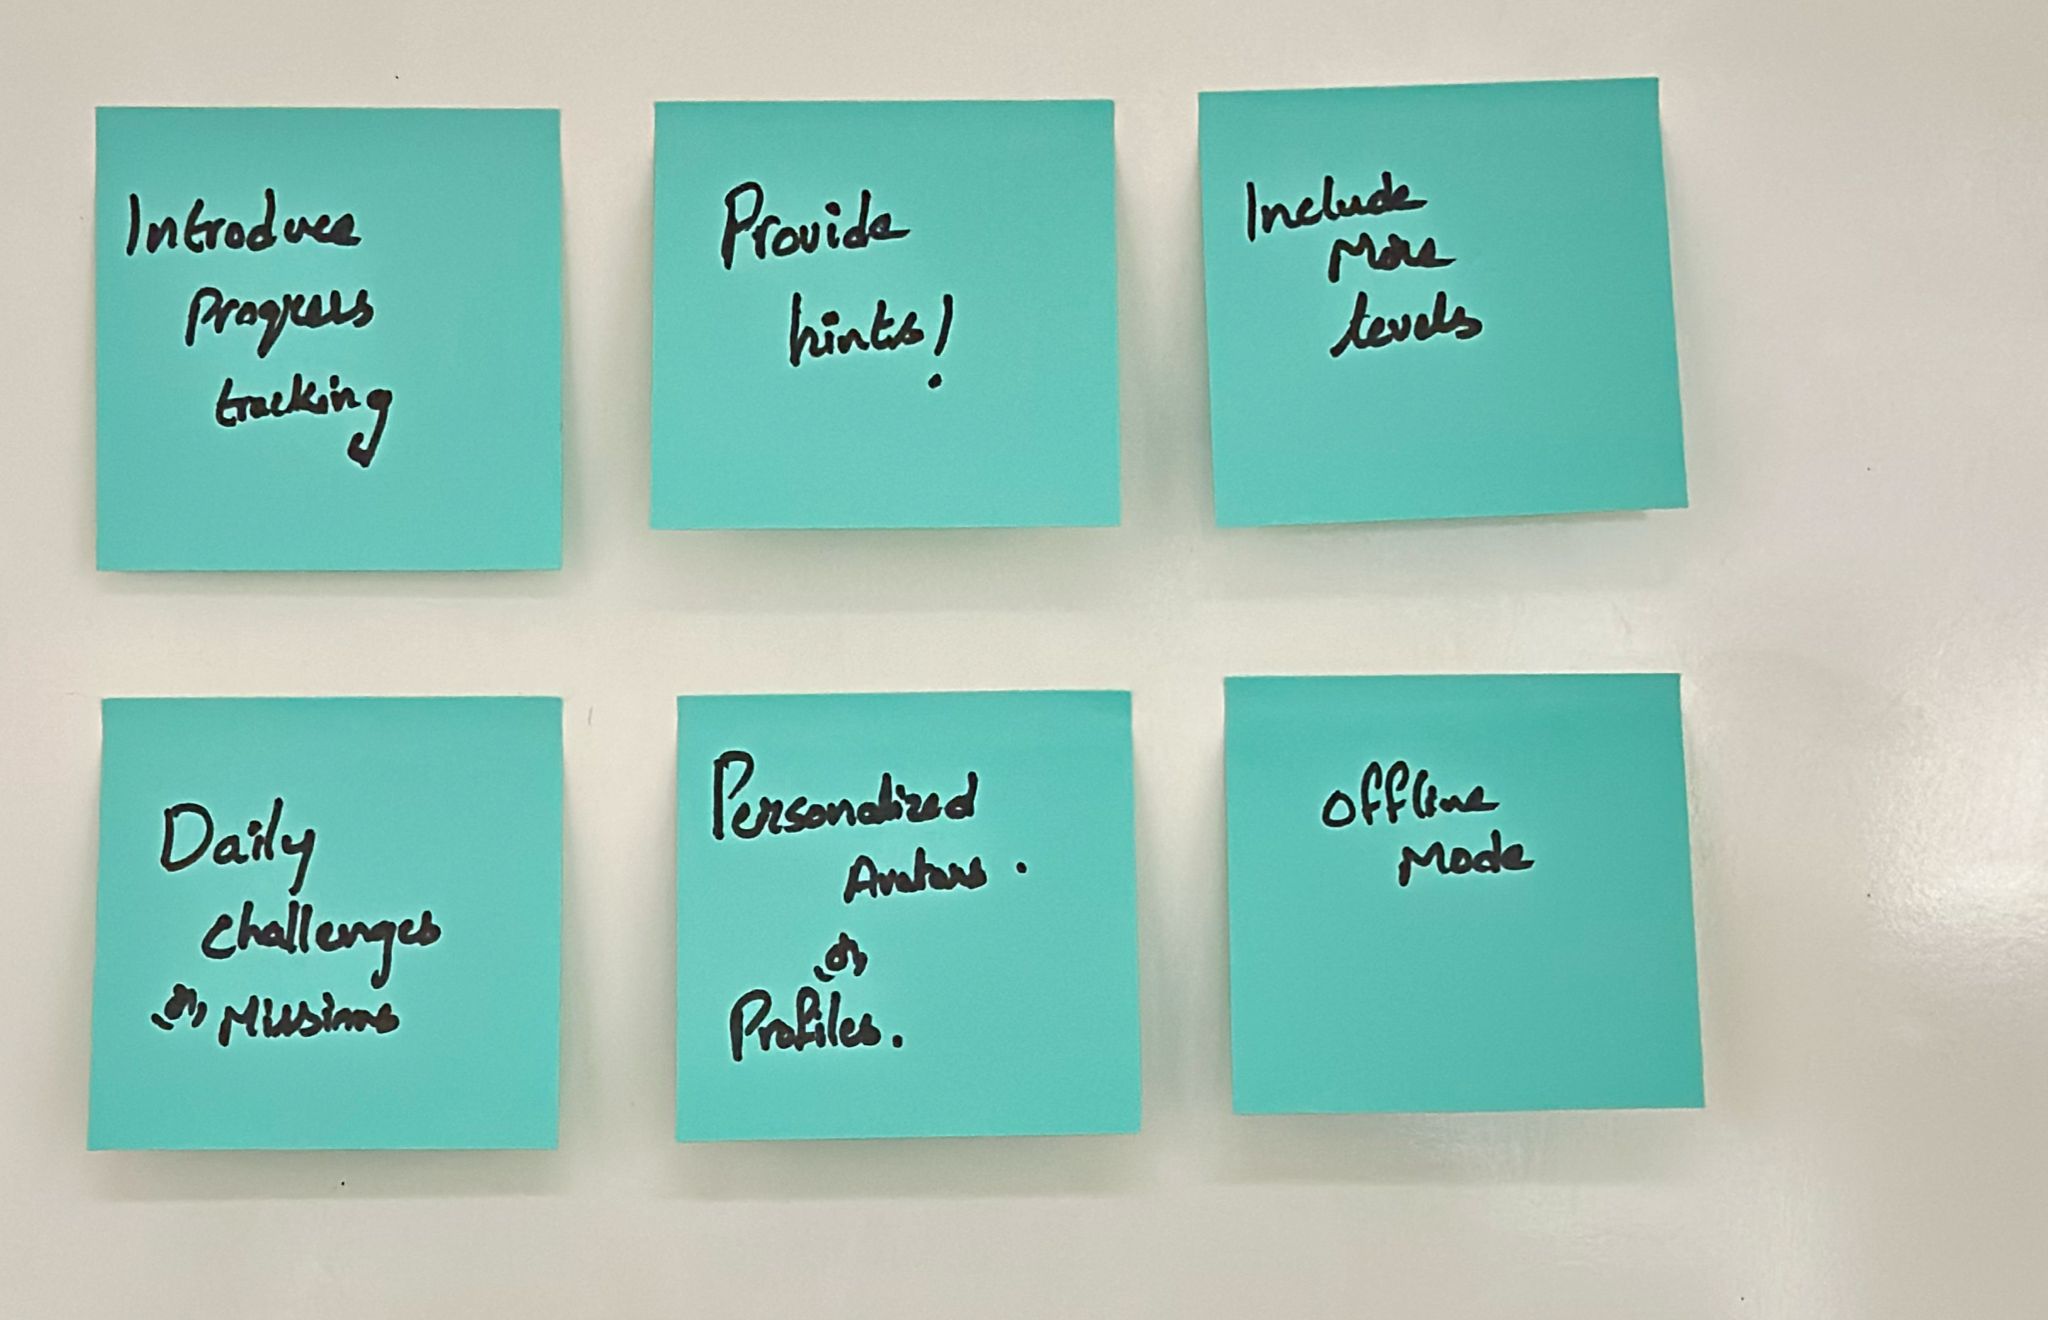 Introduce
Progress
tracking
Provide
hints!
Include
More
levels
Daily
challenges
(or) Missions
Personalized
Avatars.
(or)
Profiles.
Offline
Mode